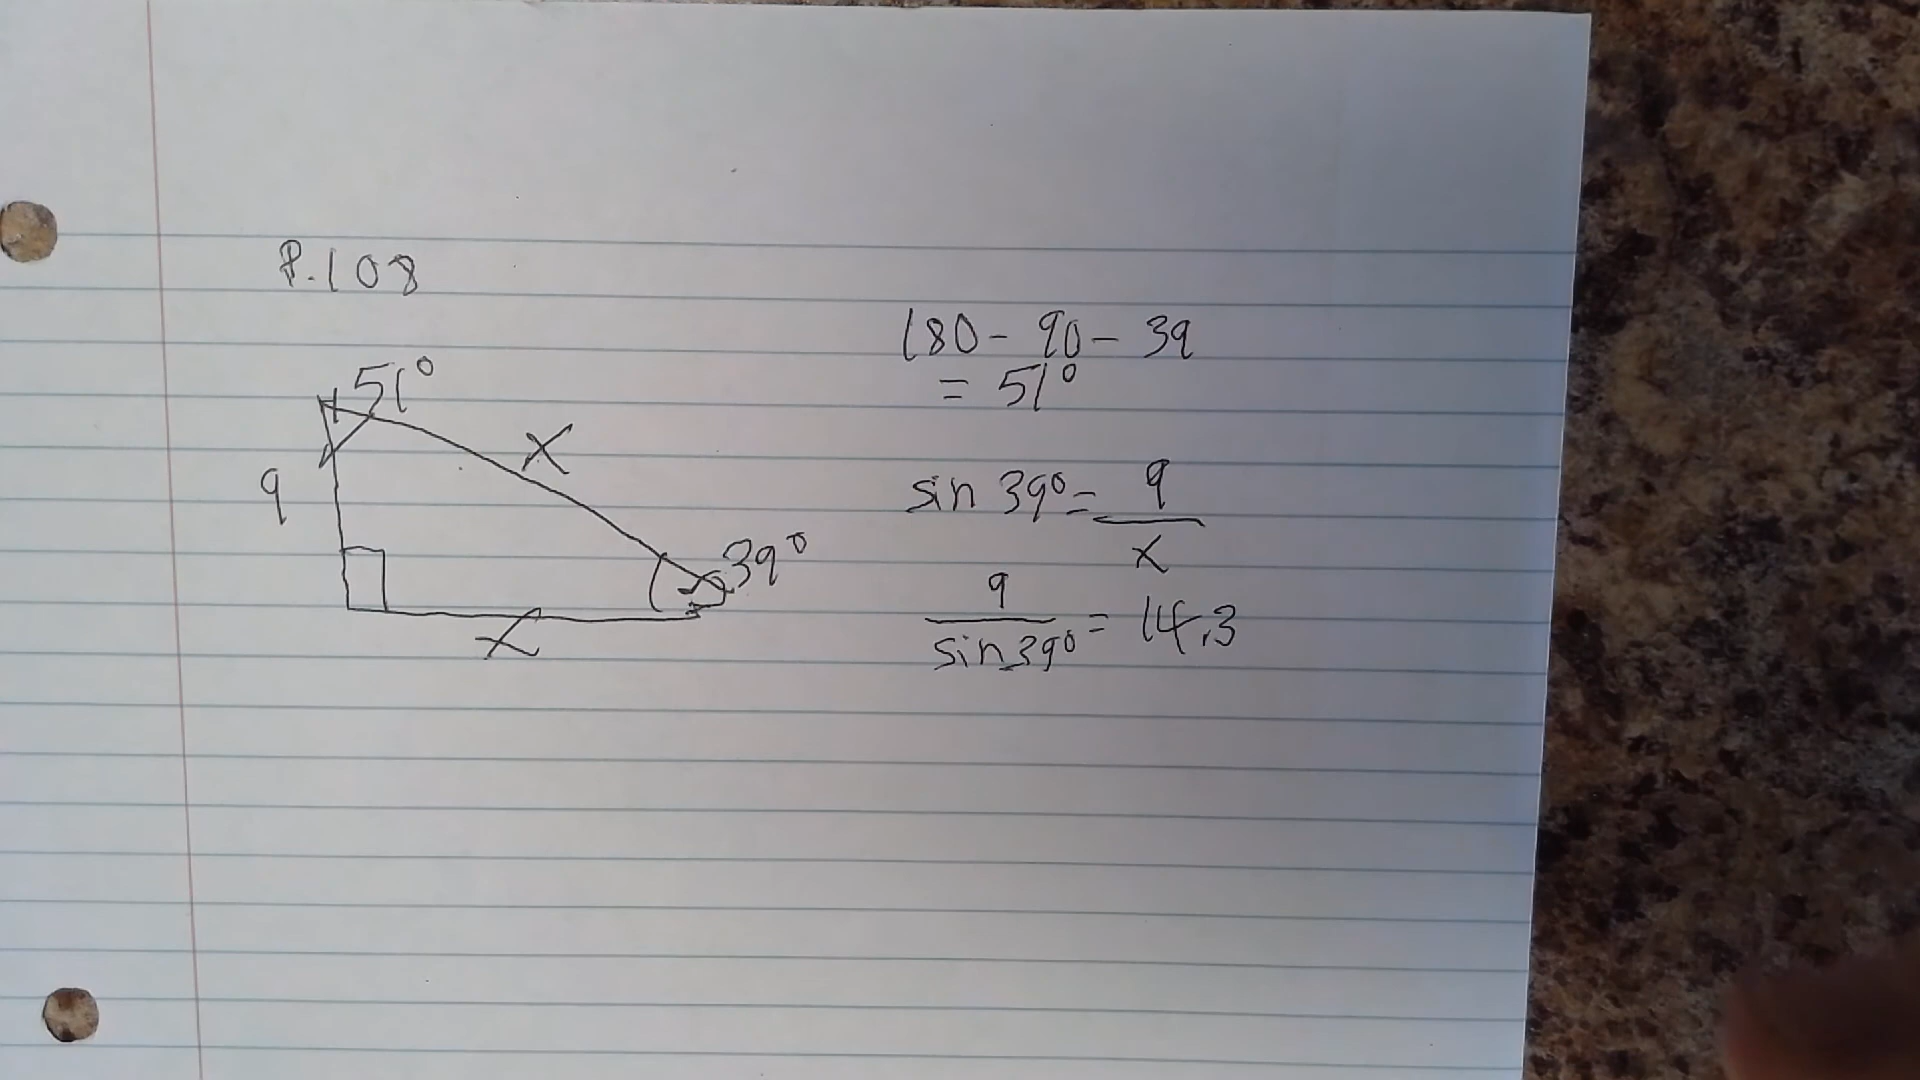 P.108
51°
x
9
39°
x
180 - 90 - 39
= 51°
sin 39° = 9
x
9
sin 39° = 14.3